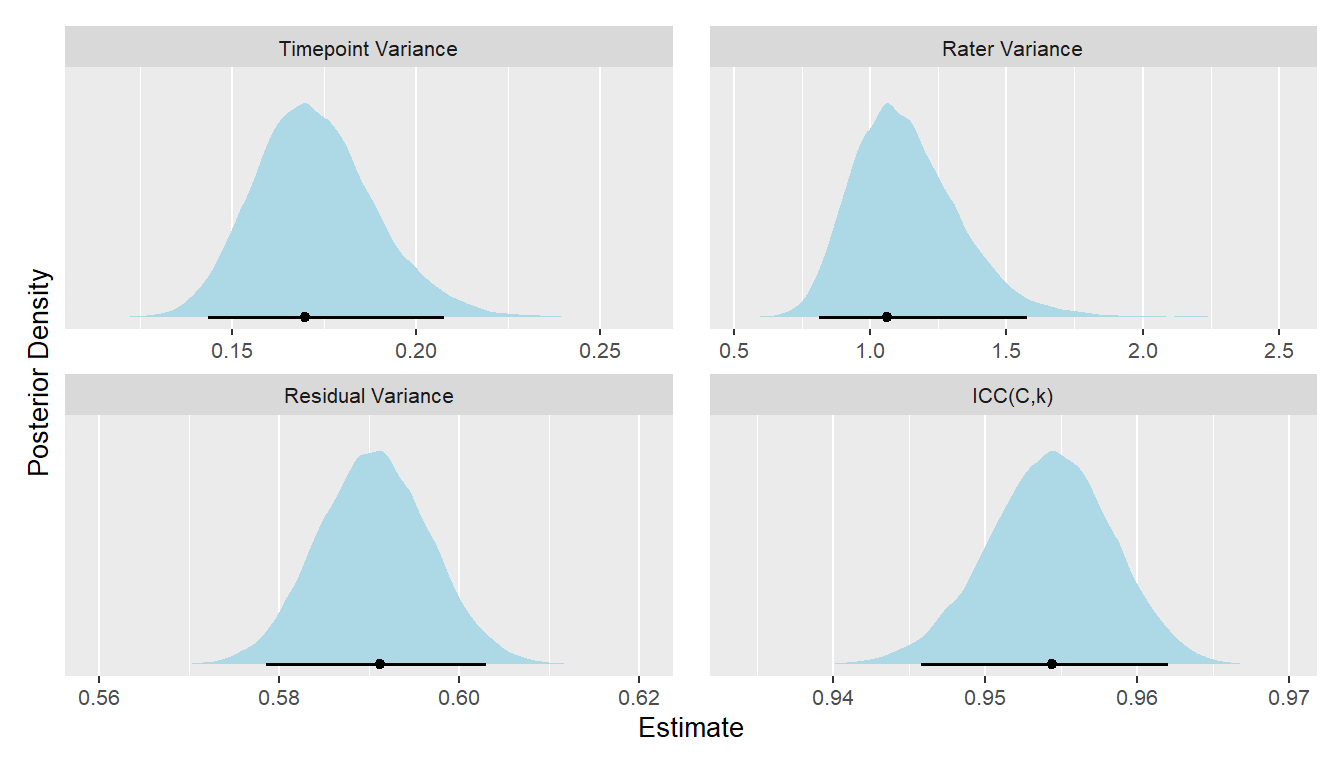 Timepoint Variance
Rater Variance
0.15 0.20 0.25
0.5 1.0 1.5 2.0 2.5
Residual Variance
ICC(C,k)
0.56 0.58 0.60 0.62
0.94 0.95 0.96 0.97
Posterior Density
Estimate